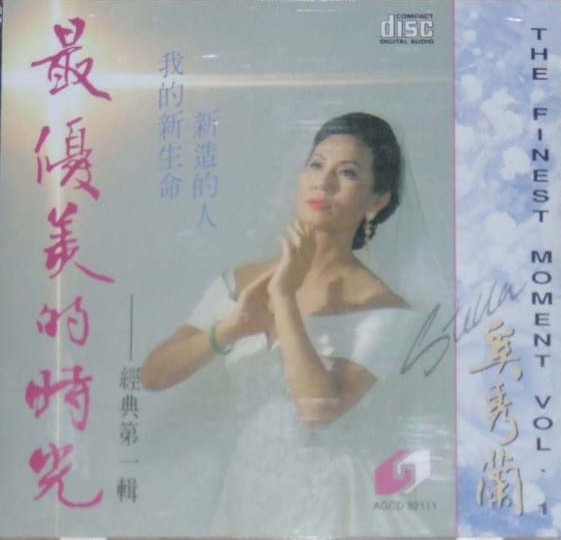 最優美的時光
我的新生命
新造的人
經典第一輯
COMPACT
disc
DIGITAL AUDIO
THE FINEST MOMENT VOL.1
Stella
奚秀蘭
AGCD 92111